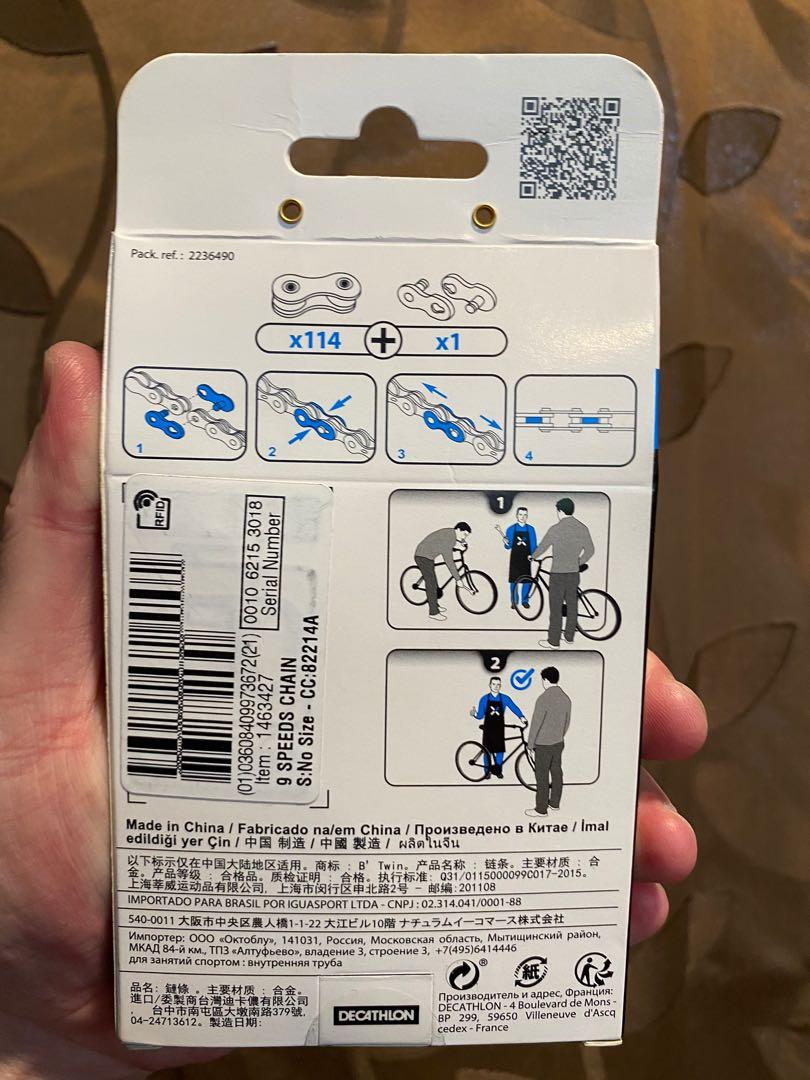 Pack. ref.: 2236490
x114 + x1
1
2
3
4
RFID
(01)03608409973672(21) 0010 6215 3018
Serial Number
Item : 1463427
9 SPEEDS CHAIN
S:No Size - CC:82214A
1
2
Made in China / Fabricado na/em China / Произведено в Китае / İmal
edildiği yer Çin / 中国 制造 / 中國 製造 / ผลิตในจีน
以下标示仅在中国大陆地区适用。商标 : B' Twin。产品名称 : 链条。主要材质 : 合
金。产品等级 : 合格品。质检证明 : 合格。执行标准: Q31/0115000099C017-2015。
上海莘威运动品有限公司, 上海市闵行区申北路2号 - 邮编:201108
IMPORTADO PARA BRASIL POR IGUASPORT LTDA - CNPJ : 02.314.041/0001-88
540-0011 大阪市中央区農人橋1-1-22 大江ビル10階 ナチュラムイーコマース株式会社
Импортер: ООО «Октоблу», 141031, Россия, Московская область, Мытищинский район,
МКАД 84-й км., ТПЗ «Алтуфьево», владение 3, строение 3, +7(495)6414446
для занятий спортом : внутренняя труба
品名: 鏈條 。主要材質 : 合金。
進口/委製商台灣迪卡儂有限公司
, 台中市南屯區大墩南路379號,
04-24713612。製造日期:
DECATHLON
®
紙
Производитель и адрес, Франция:
DECATHLON - 4 Boulevard de Mons -
BP 299, 59650 Villeneuve d'Ascq
cedex - France